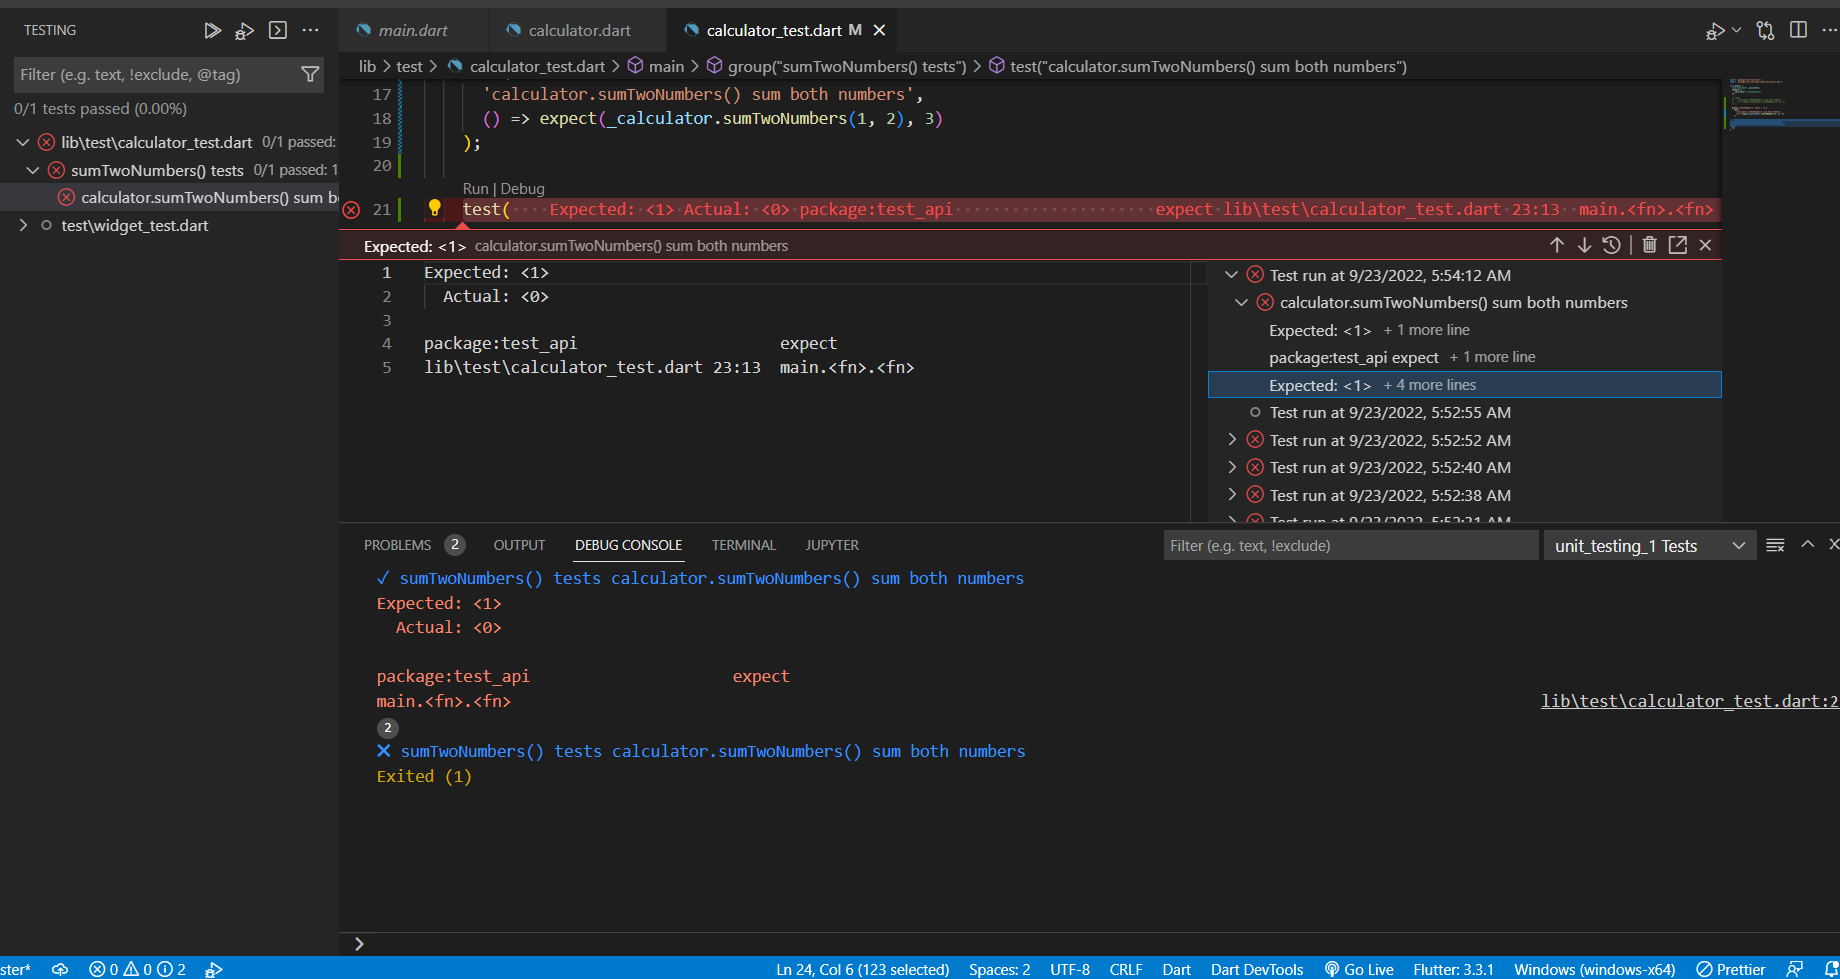 TESTING
Filter (e.g. text, !exclude, @tag)
0/1 tests passed (0.00%)
lib\test\calculator_test.dart 0/1 passed:
sumTwoNumbers() tests 0/1 passed: 1
calculator.sumTwoNumbers() sum b
test\widget_test.dart
main.dart
calculator.dart
calculator_test.dart M
lib > test > calculator_test.dart > main > group("sumTwoNumbers() tests") > test("calculator.sumTwoNumbers() sum both numbers")
17 'calculator.sumTwoNumbers() sum both numbers',
18 () => expect(_calculator.sumTwoNumbers(1, 2), 3)
19 );
20
Run | Debug
21 test(····Expected: <1> Actual: <0> package:test_api····················expect lib\test\calculator_test.dart 23:13 main.<fn>.<fn>
Expected: <1> calculator.sumTwoNumbers() sum both numbers
1 Expected: <1>
2 Actual: <0>
3
4 package:test_api expect
5 lib\test\calculator_test.dart 23:13 main.<fn>.<fn>
Test run at 9/23/2022, 5:54:12 AM
calculator.sumTwoNumbers() sum both numbers
Expected: <1> + 1 more line
package:test_api expect + 1 more line
Expected: <1> + 4 more lines
Test run at 9/23/2022, 5:52:55 AM
Test run at 9/23/2022, 5:52:52 AM
Test run at 9/23/2022, 5:52:40 AM
Test run at 9/23/2022, 5:52:38 AM
Test run at 9/23/2022, 5:52:31 AM
PROBLEMS 2 OUTPUT DEBUG CONSOLE TERMINAL JUPYTER
Filter (e.g. text, !exclude)
unit_testing_1 Tests
✓ sumTwoNumbers() tests calculator.sumTwoNumbers() sum both numbers
Expected: <1>
Actual: <0>
package:test_api expect
main.<fn>.<fn> lib\test\calculator_test.dart:2
2
✕ sumTwoNumbers() tests calculator.sumTwoNumbers() sum both numbers
Exited (1)
>
ster* 0 0 2 Ln 24, Col 6 (123 selected) Spaces: 2 UTF-8 CRLF Dart Dart DevTools Go Live Flutter: 3.3.1 Windows (windows-x64) Prettier